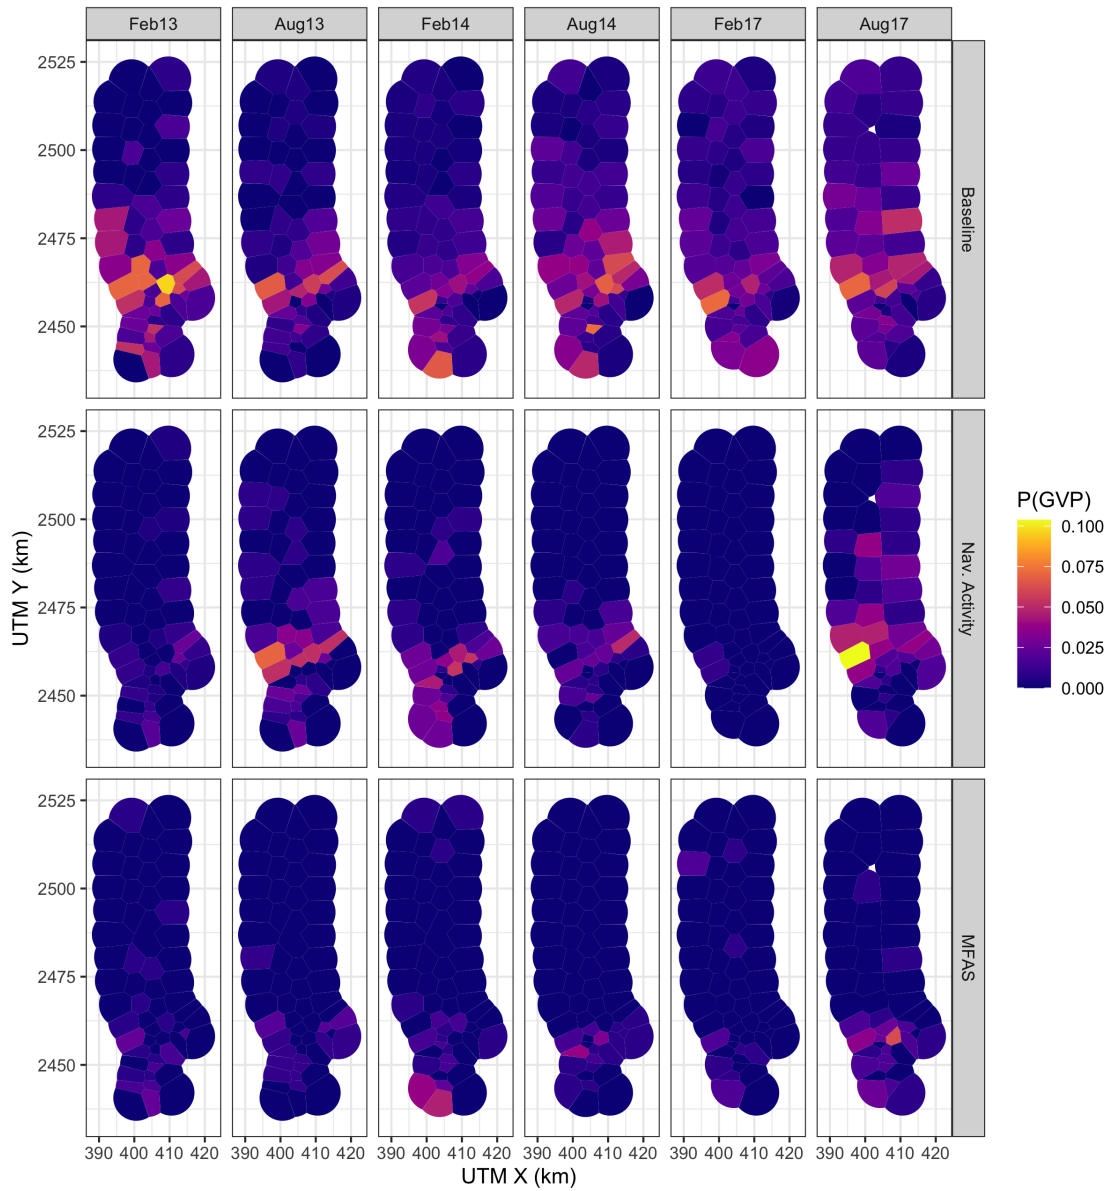 Feb13 Aug13 Feb14 Aug14 Feb17 Aug17
2525
2500
2475
2450
Baseline
2525
2500
2475
2450
Nav. Activity
2525
2500
2475
2450
MFAS
UTM Y (km)
390 400 410 420 390 400 410 420 390 400 410 420 390 400 410 420 390 400 410 420 390 400 410 420
UTM X (km)
P(GVP)
0.100
0.075
0.050
0.025
0.000